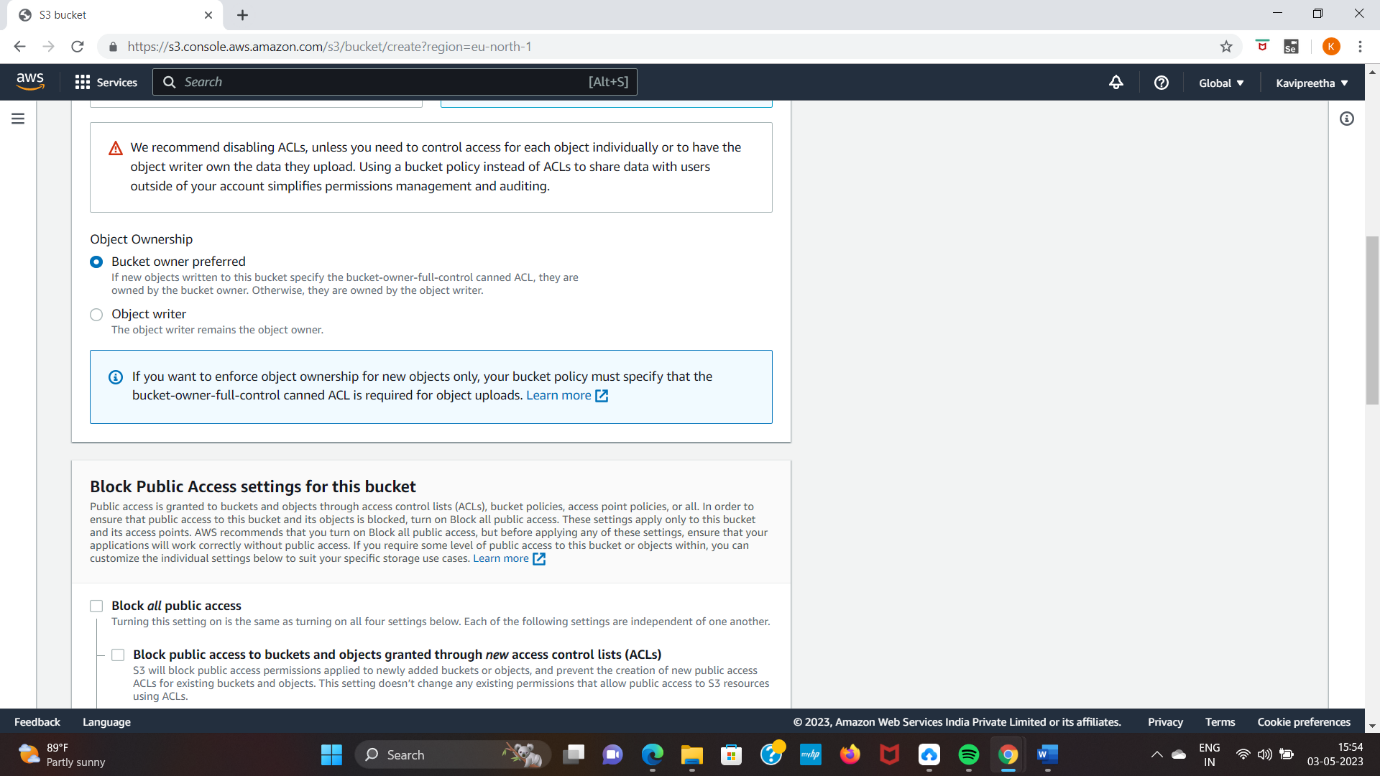 S3 bucket
https://s3.console.aws.amazon.com/s3/bucket/create?region=eu-north-1
Se
K
aws
Services
Search
[Alt+S]
Global
Kavipreetha
We recommend disabling ACLs, unless you need to control access for each object individually or to have the
object writer own the data they upload. Using a bucket policy instead of ACLs to share data with users
outside of your account simplifies permissions management and auditing.
Object Ownership
Bucket owner preferred
If new objects written to this bucket specify the bucket-owner-full-control canned ACL, they are
owned by the bucket owner. Otherwise, they are owned by the object writer.
Object writer
The object writer remains the object owner.
If you want to enforce object ownership for new objects only, your bucket policy must specify that the
bucket-owner-full-control canned ACL is required for object uploads. Learn more
Block Public Access settings for this bucket
Public access is granted to buckets and objects through access control lists (ACLs), bucket policies, access point policies, or all. In order to
ensure that public access to this bucket and its objects is blocked, turn on Block all public access. These settings apply only to this bucket
and its access points. AWS recommends that you turn on Block all public access, but before applying any of these settings, ensure that your
applications will work correctly without public access. If you require some level of public access to this bucket or objects within, you can
customize the individual settings below to suit your specific storage use cases. Learn more
Block all public access
Turning this setting on is the same as turning on all four settings below. Each of the following settings are independent of one another.
Block public access to buckets and objects granted through new access control lists (ACLs)
S3 will block public access permissions applied to newly added buckets or objects, and prevent the creation of new public access
ACLs for existing buckets and objects. This setting doesn't change any existing permissions that allow public access to S3 resources
using ACLs.
Feedback
Language
© 2023, Amazon Web Services India Private Limited or its affiliates.
Privacy
Terms
Cookie preferences
89°F
Partly sunny
Search
myhp
ENG
IN
15:54
03-05-2023